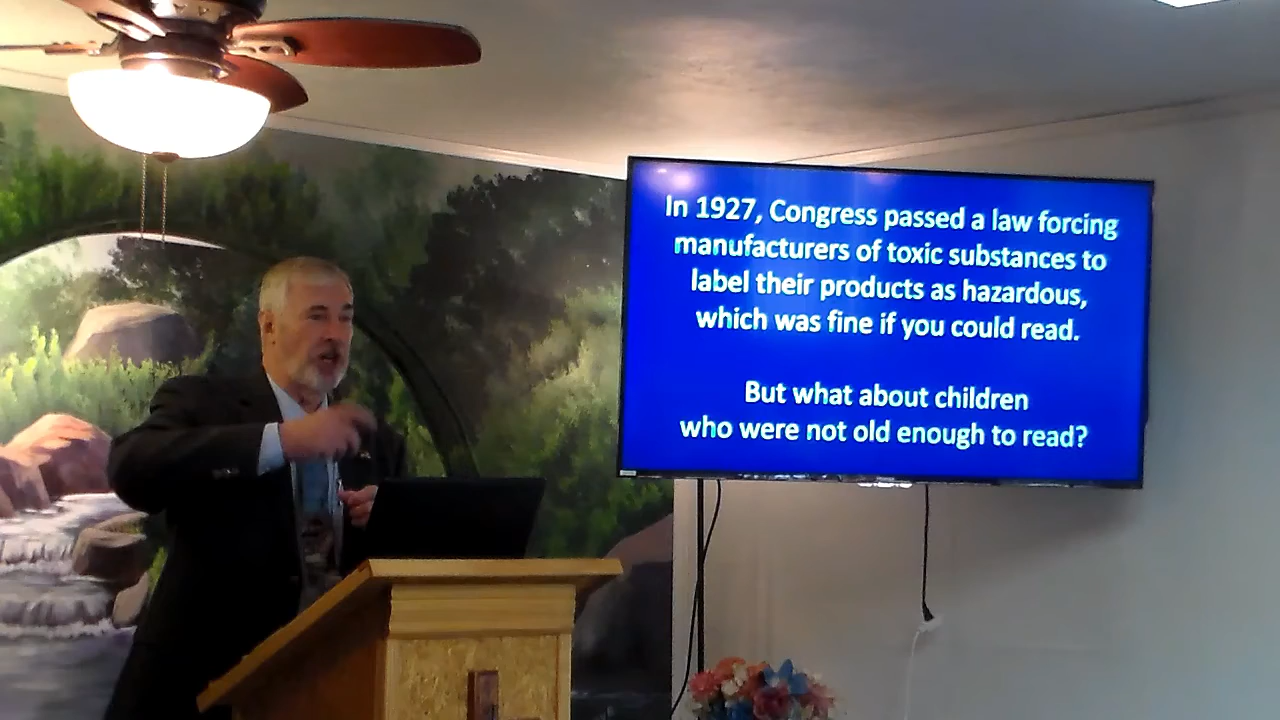 In 1927, Congress passed a law forcing
manufacturers of toxic substances to
label their products as hazardous,
which was fine if you could read.
But what about children
who were not old enough to read?